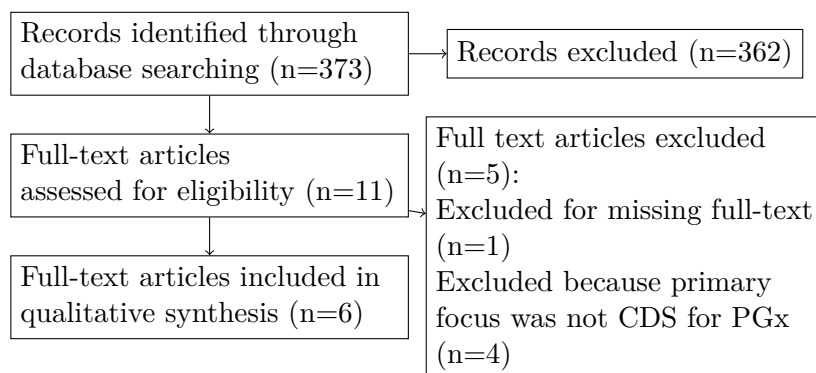 Records identified through
database searching (n=373)
Records excluded (n=362)
Full-text articles
assessed for eligibility (n=11)
Full text articles excluded
(n=5):
Excluded for missing full-text
(n=1)
Excluded because primary
focus was not CDS for PGx
(n=4)
Full-text articles included in
qualitative synthesis (n=6)